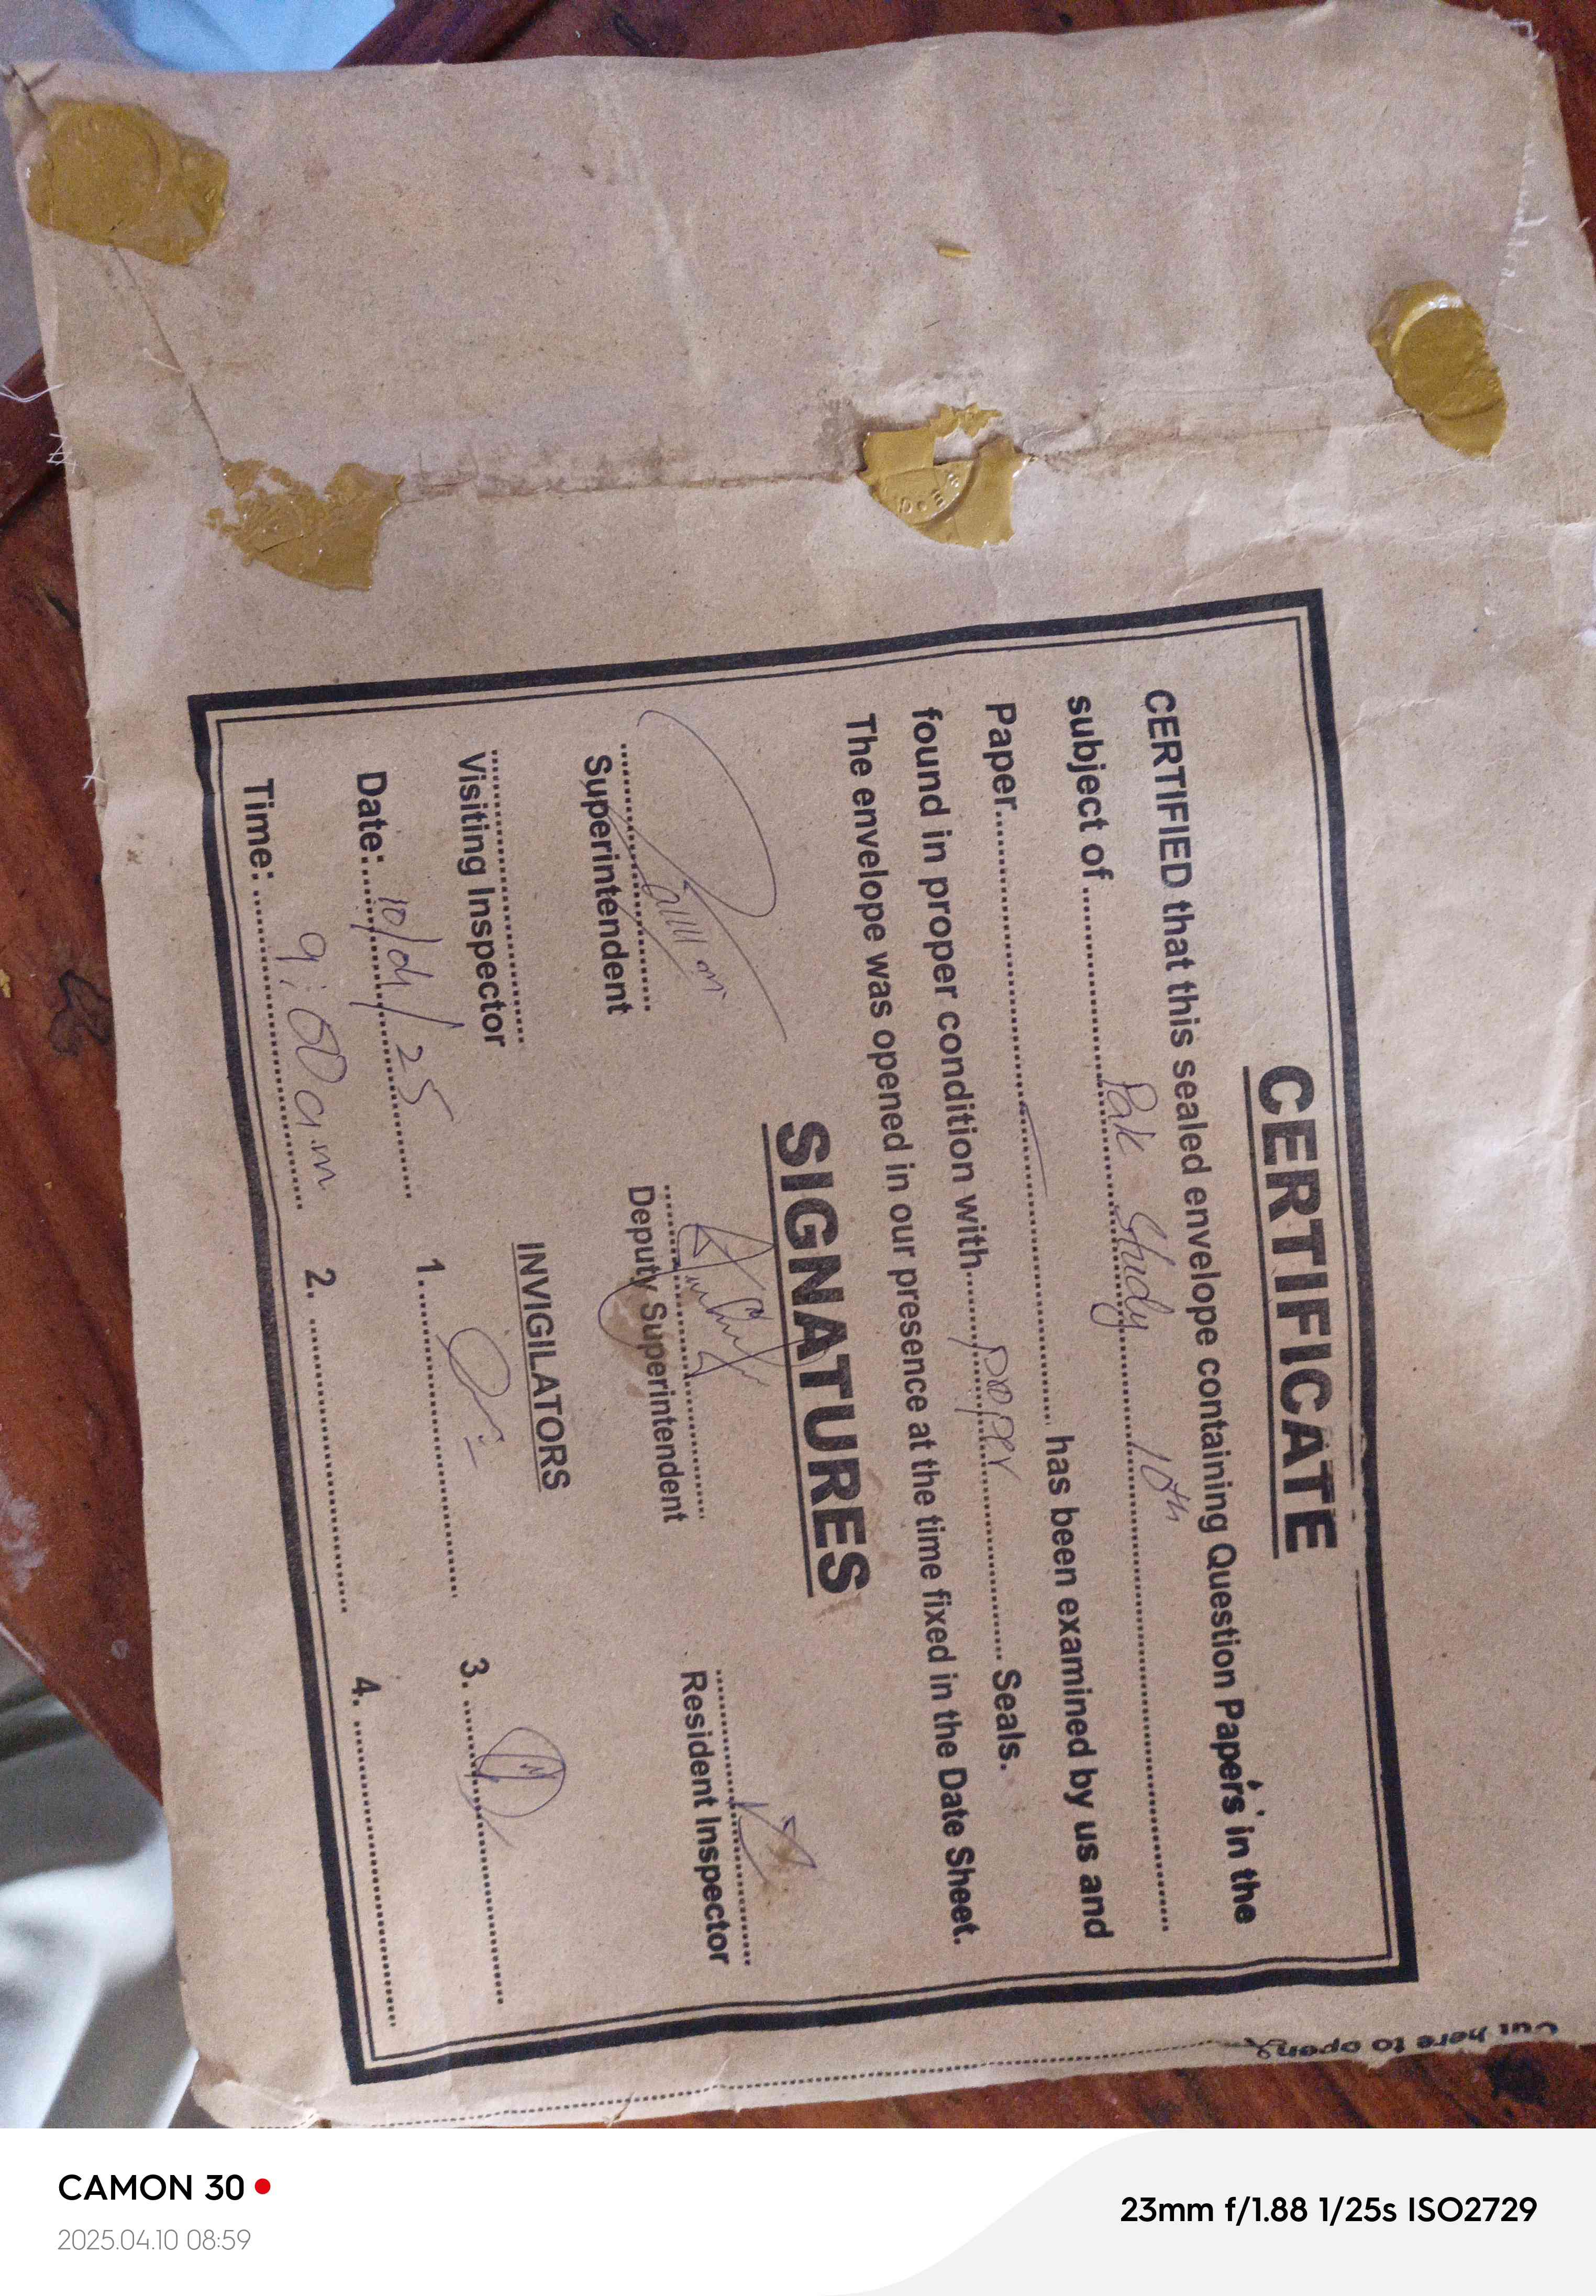 CERTIFICATE
CERTIFIED that this sealed envelope containing Question Papers in the
subject of ........ Pak Study 10th ........
Paper................ has been examined by us and
found in proper condition with...... proper ...... Seals.
The envelope was opened in our presence at the time fixed in the Date Sheet.
SIGNATURES
Superintendent
Deputy Superintendent
Resident Inspector
Visiting Inspector
INVIGILATORS
Date: 10/04/25
1.
3.
Time: 9:00 am
2.
4.
Cut here to open
CAMON 30
2025.04.10 08:59
23mm f/1.88 1/25s ISO2729